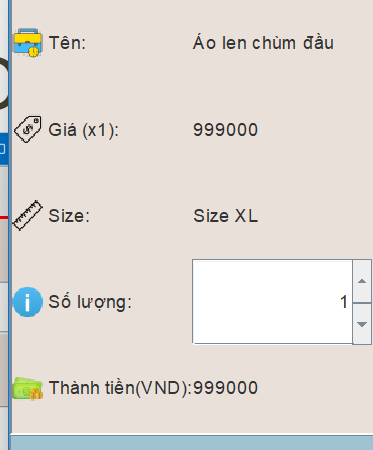 Tên: Áo len chùm đầu
Giá (x1): 999000
Size: Size XL
Số lượng: 1
Thành tiền(VND): 999000